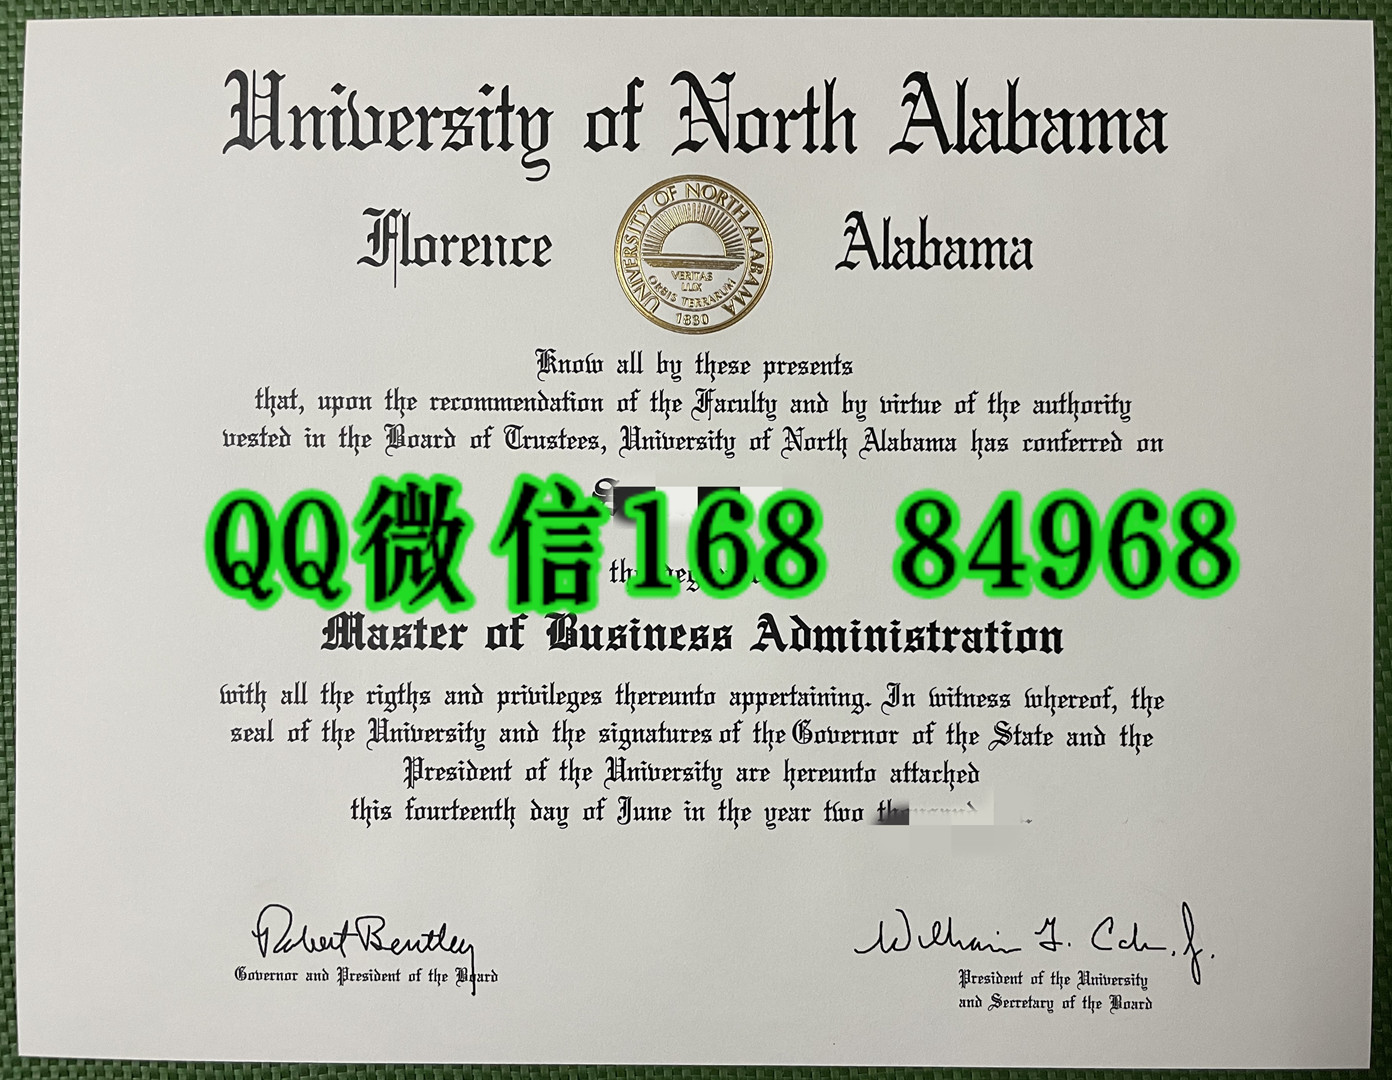 University of North Alabama
Florence
Alabama
UNIVERSITY OF NORTH ALABAMA
VERITAS
LUX
ORBIS TERRARUM
1830
Know all by these presents
that, upon the recommendation of the Faculty and by virtue of the authority
vested in the Board of Trustees, University of North Alabama has conferred on
QQ微信168 84968
Master of Business Administration
with all the rigths and privileges thereunto appertaining. In witness whereof, the
seal of the University and the signatures of the Governor of the State and the
President of the University are hereunto attached
this fourteenth day of June in the year two
Robert Bentley
Governor and President of the Board
William G. Cale, Jr.
President of the University
and Secretary of the Board